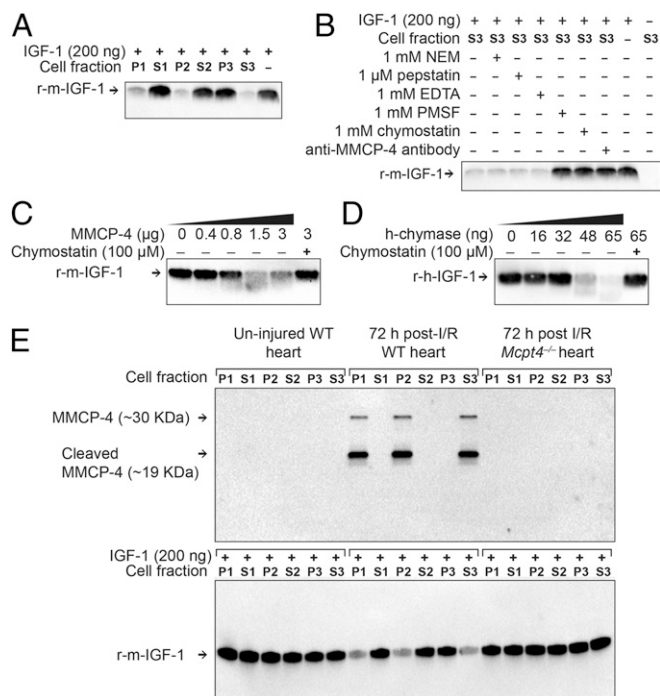 A
IGF-1 (200 ng) + + + + + + +
Cell fraction P1 S1 P2 S2 P3 S3 –
r-m-IGF-1 →
B
IGF-1 (200 ng) + + + + + + + + –
Cell fraction S3 S3 S3 S3 S3 S3 S3 – S3
1 mM NEM – + – – – – – – –
1 µM pepstatin – – + – – – – – –
1 mM EDTA – – – + – – – – –
1 mM PMSF – – – – + – – – –
1 mM chymostatin – – – – – + – – –
anti-MMCP-4 antibody – – – – – – + – –
r-m-IGF-1→
C
MMCP-4 (µg) 0 0.4 0.8 1.5 3 3
Chymostatin (100 µM) – – – – – +
r-m-IGF-1 →
D
h-chymase (ng) 0 16 32 48 65 65
Chymostatin (100 µM) – – – – – +
r-h-IGF-1→
E
Un-injured WT heart
72 h post-I/R WT heart
72 h post I/R Mcpt4–/– heart
Cell fraction P1 S1 P2 S2 P3 S3 P1 S1 P2 S2 P3 S3 P1 S1 P2 S2 P3 S3
MMCP-4 (~30 KDa) →
Cleaved →
MMCP-4 (~19 KDa)
IGF-1 (200 ng) + + + + + + + + + + + + + + + + + +
Cell fraction P1 S1 P2 S2 P3 S3 P1 S1 P2 S2 P3 S3 P1 S1 P2 S2 P3 S3
r-m-IGF-1 →